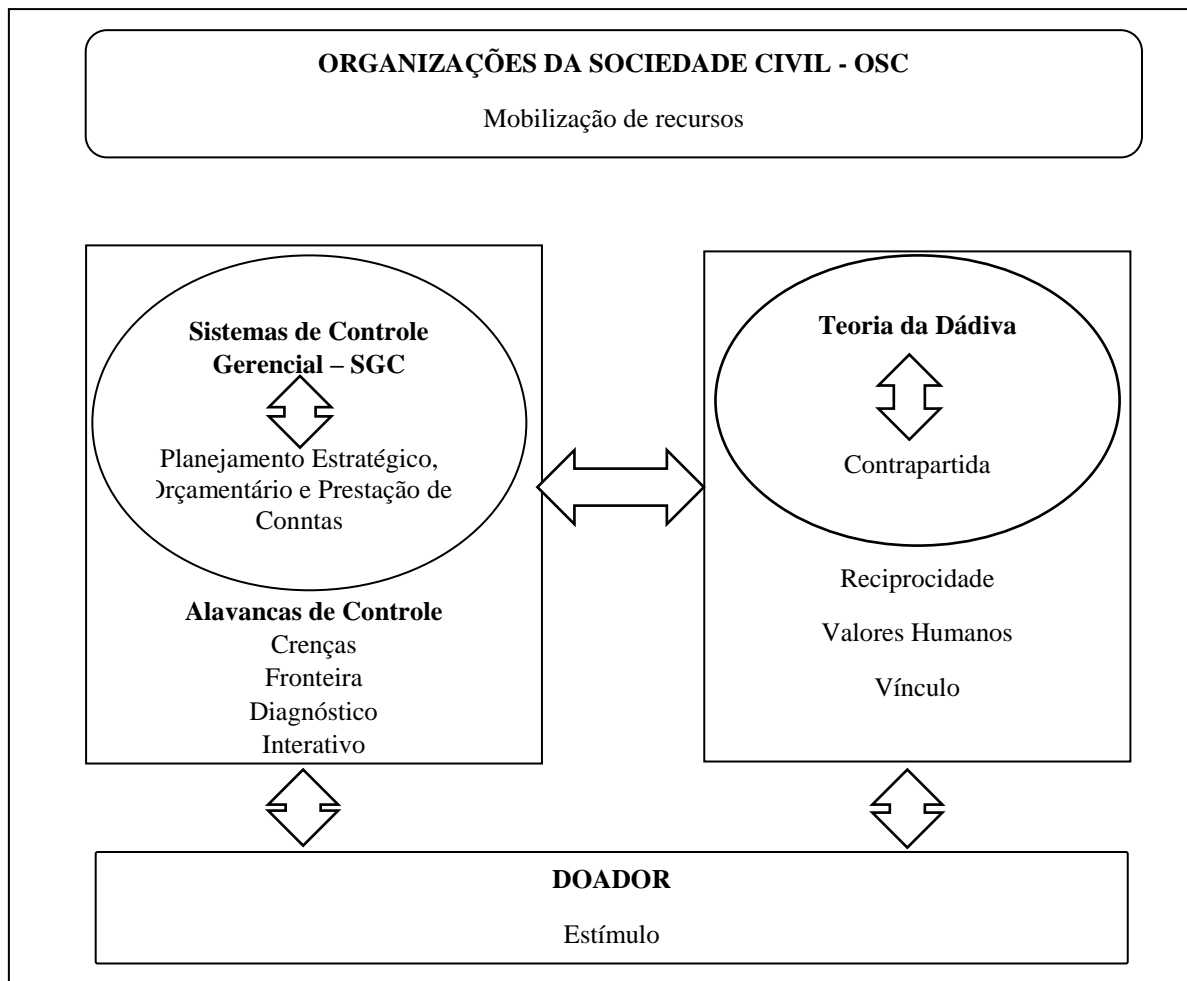 ORGANIZAÇÕES DA SOCIEDADE CIVIL - OSC
Mobilização de recursos
Sistemas de Controle
Gerencial – SGC
Planejamento Estratégico,
Orçamentário e Prestação de
Conntas
Alavancas de Controle
Crenças
Fronteira
Diagnóstico
Interativo
Teoria da Dádiva
Contrapartida
Reciprocidade
Valores Humanos
Vínculo
DOADOR
Estímulo